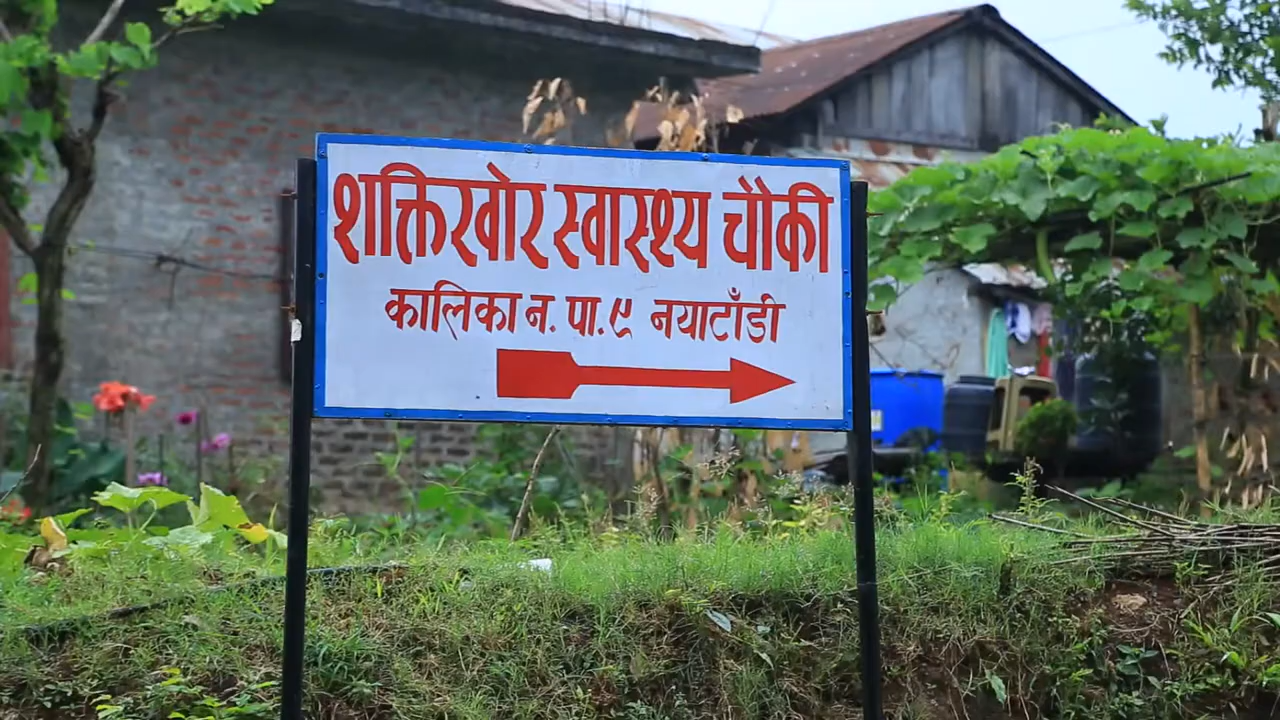 शक्तिखोर स्वास्थ्य चौकी
कालिका न. पा. ९ नयाटाँडी